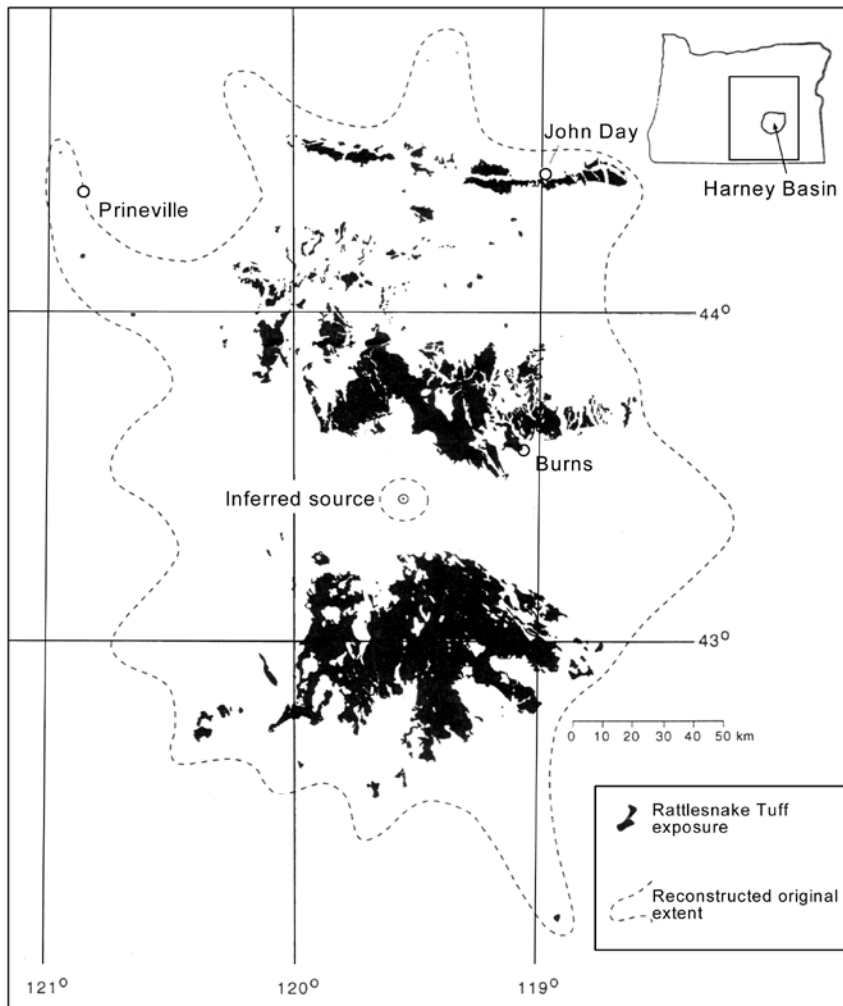 John Day
Harney Basin
Prineville
44°
Burns
Inferred source
43°
0 10 20 30 40 50 km
Rattlesnake Tuff
exposure
Reconstructed original
extent
121° 120° 119°